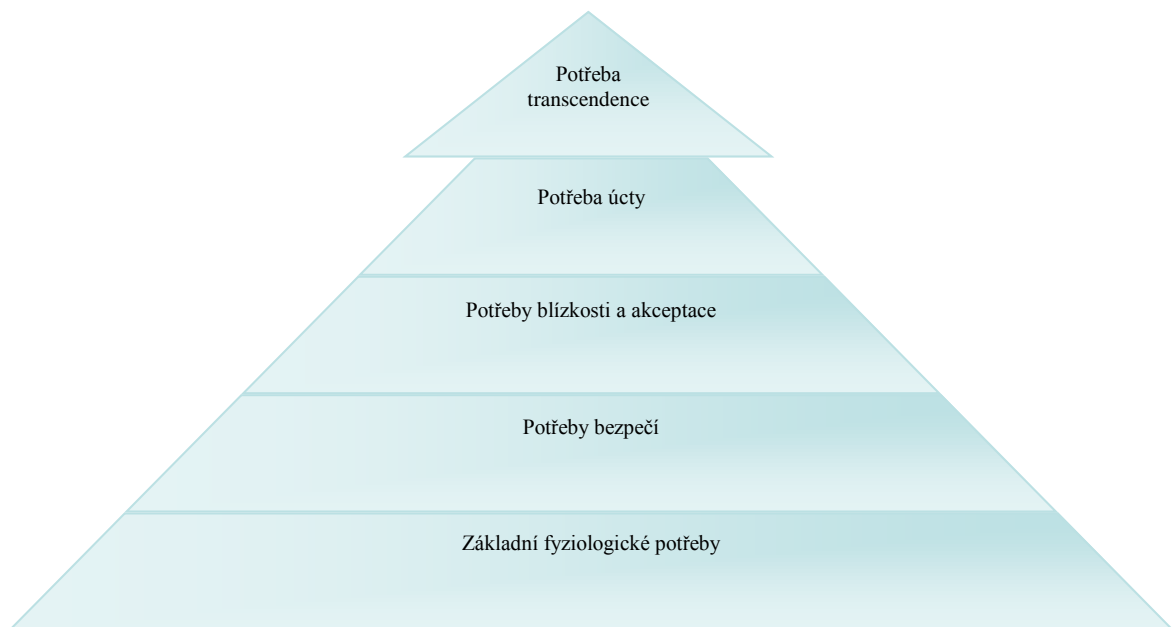 Potřeba
transcendence
Potřeba úcty
Potřeby blízkosti a akceptace
Potřeby bezpečí
Základní fyziologické potřeby